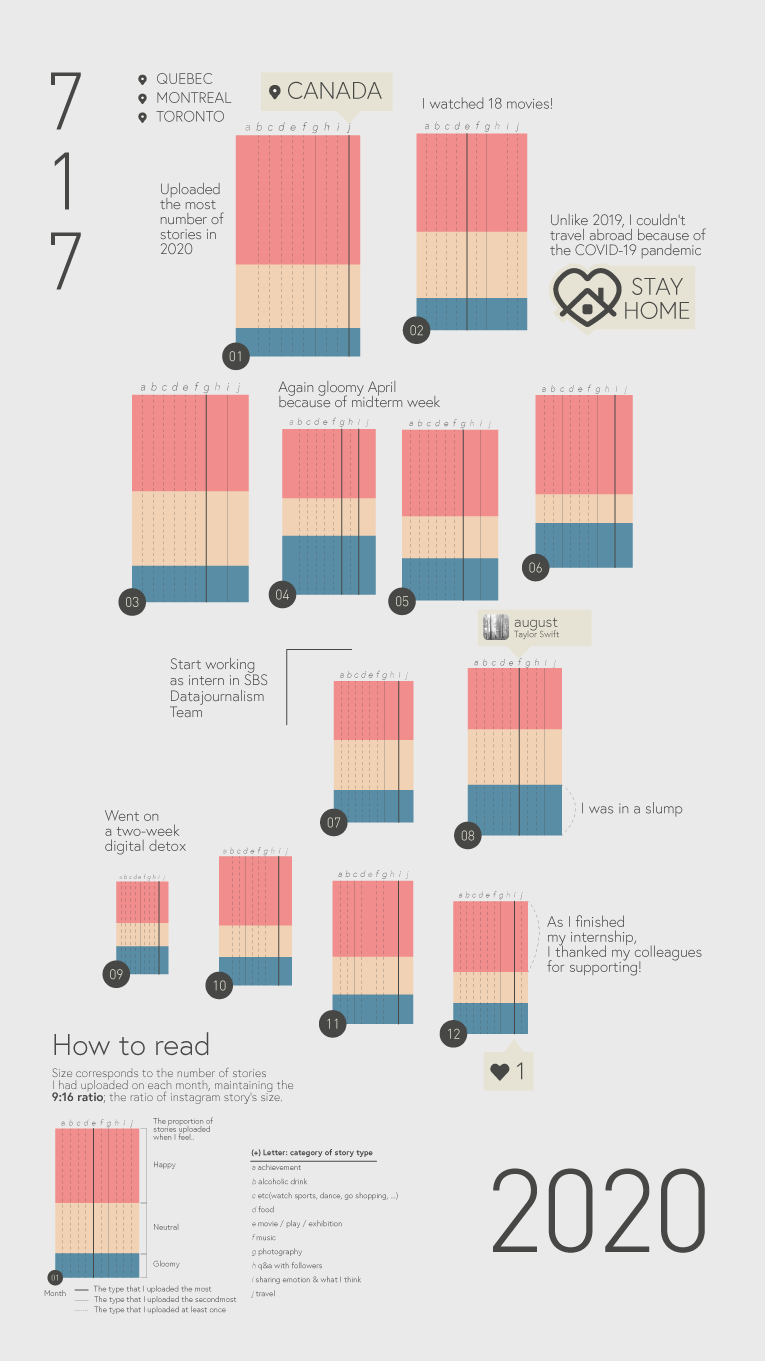 7
1
7
QUEBEC
MONTREAL
TORONTO
CANADA
I watched 18 movies!
a b c d e f g h i j
a b c d e f g h i j
Uploaded
the most
number of
stories in
2020
Unlike 2019, I couldn't
travel abroad because of
the COVID-19 pandemic
STAY
HOME
01
02
a b c d e f g h i j
Again gloomy April
because of midterm week
a b c d e f g h i j
a b c d e f g h i j
a b c d e f g h i j
03
04
05
06
august
Taylor Swift
Start working
as intern in SBS
Datajournalism
Team
a b c d e f g h i j
a b c d e f g h i j
07
08
I was in a slump
Went on
a two-week
digital detox
a b c d e f g h i j
a b c d e f g h i j
a b c d e f g h i j
a b c d e f g h i j
09
10
11
12
As I finished
my internship,
I thanked my colleagues
for supporting!
1
How to read
Size corresponds to the number of stories
I had uploaded on each month, maintaining the
9:16 ratio; the ratio of instagram story's size.
a b c d e f g h i j
The proportion of
stories uploaded
when I feel..
Happy
Neutral
Gloomy
01
Month
The type that I uploaded the most
The type that I uploaded the secondmost
The type that I uploaded at least once
(+) Letter: category of story type
a achievement
b alcoholic drink
c etc(watch sports, dance, go shopping, ...)
d food
e movie / play / exhibition
f music
g photography
h q&a with followers
i sharing emotion & what I think
j travel
2020